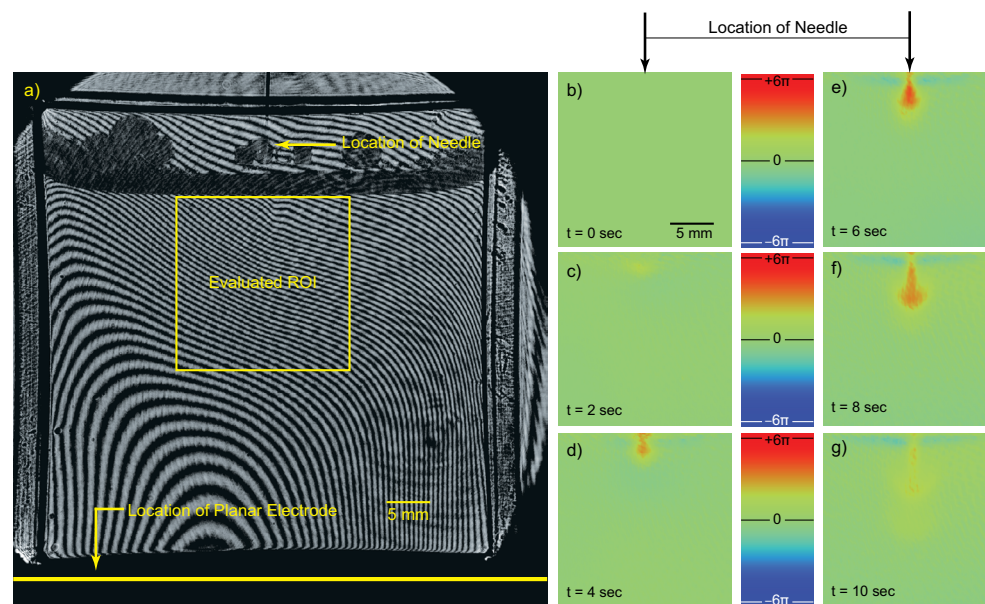 Location of Needle
a)
Location of Needle
Evaluated ROI
5 mm
Location of Planar Electrode
b)
t = 0 sec
5 mm
+6π
0
−6π
e)
t = 6 sec
c)
t = 2 sec
+6π
0
−6π
f)
t = 8 sec
d)
t = 4 sec
+6π
0
−6π
g)
t = 10 sec